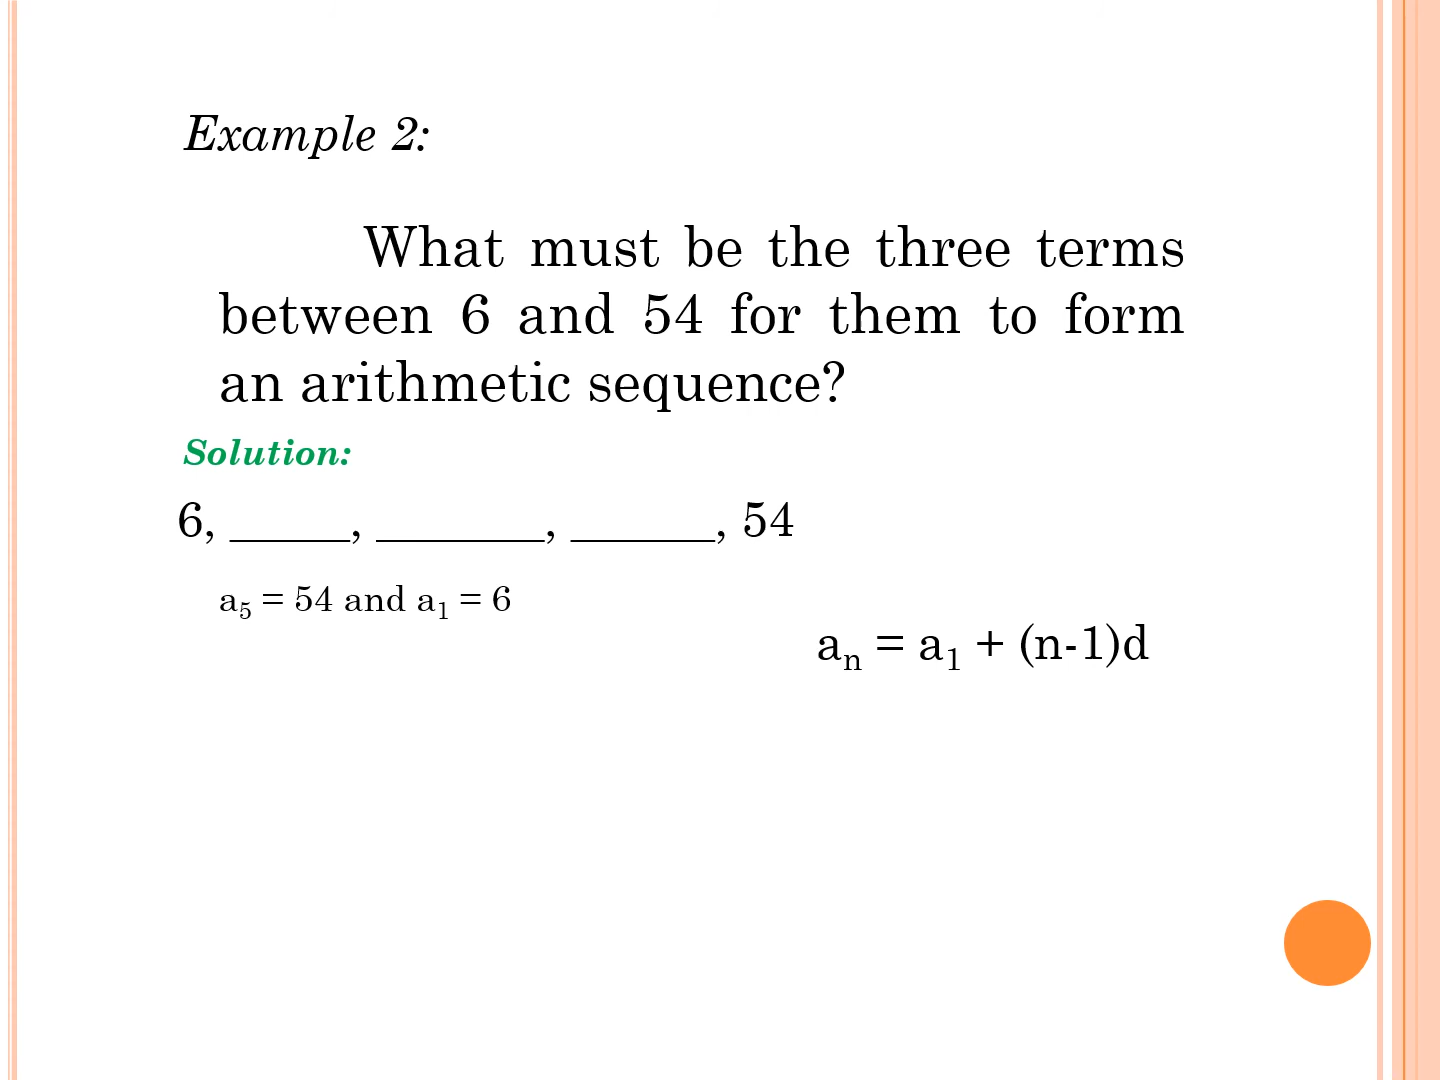 Example 2:
What must be the three terms
between 6 and 54 for them to form
an arithmetic sequence?
Solution:
6, _____, _______, ______, 54
a₅ = 54 and a₁ = 6
aₙ = a₁ + (n-1)d